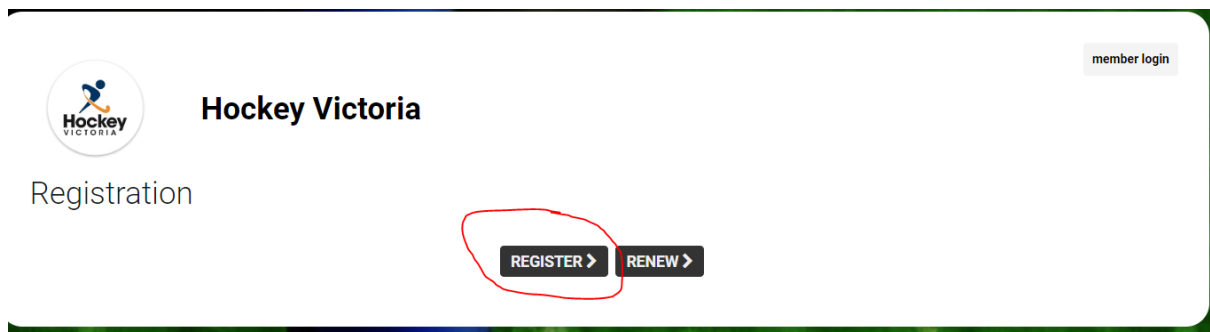 member login
Hockey
VICTORIA
Hockey Victoria
Registration
REGISTER
RENEW